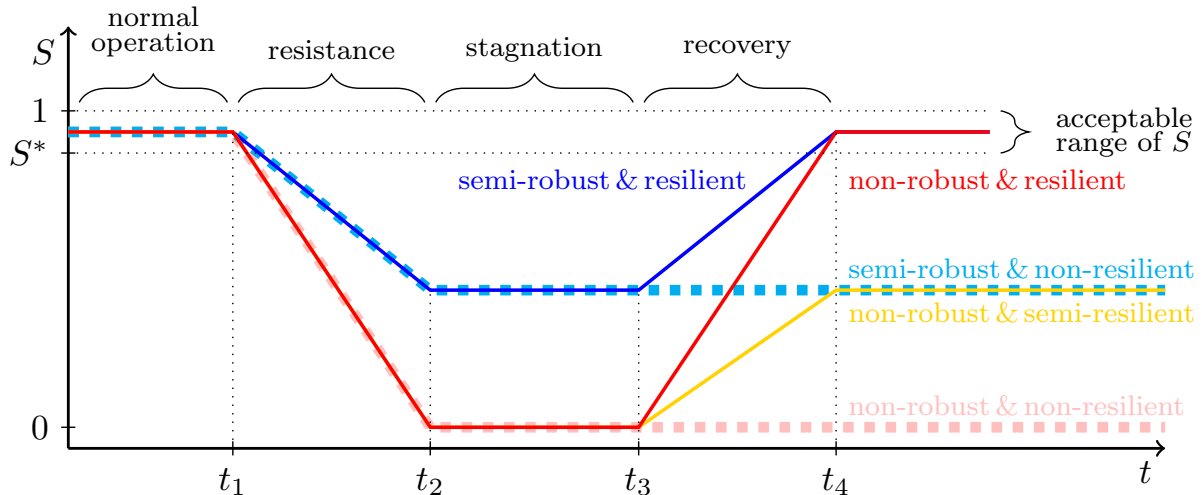 normal
operation
resistance
stagnation
recovery
S
1
acceptable
range of S
S*
semi-robust & resilient
non-robust & resilient
semi-robust & non-resilient
non-robust & semi-resilient
non-robust & non-resilient
0
t₁
t₂
t₃
t₄
t